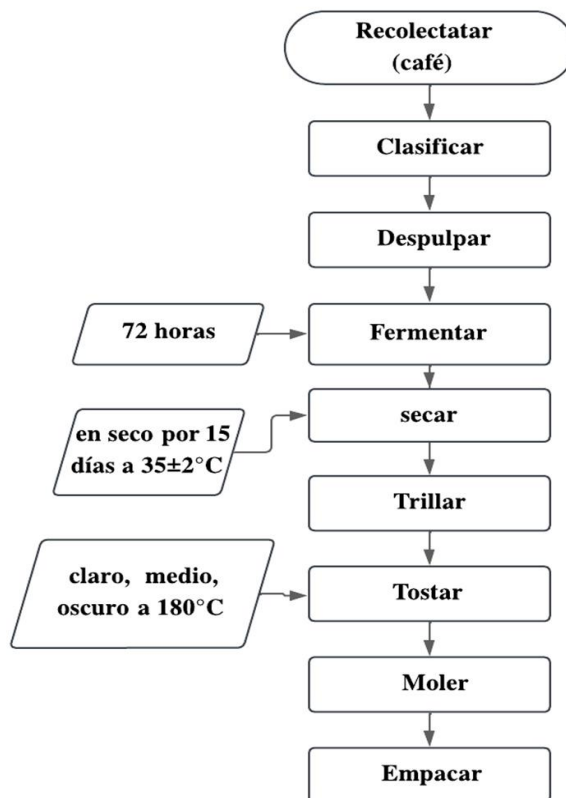 Recolectatar
(café)
Clasificar
Despulpar
72 horas
Fermentar
en seco por 15
días a 35±2°C
secar
Trillar
claro, medio,
oscuro a 180°C
Tostar
Moler
Empacar